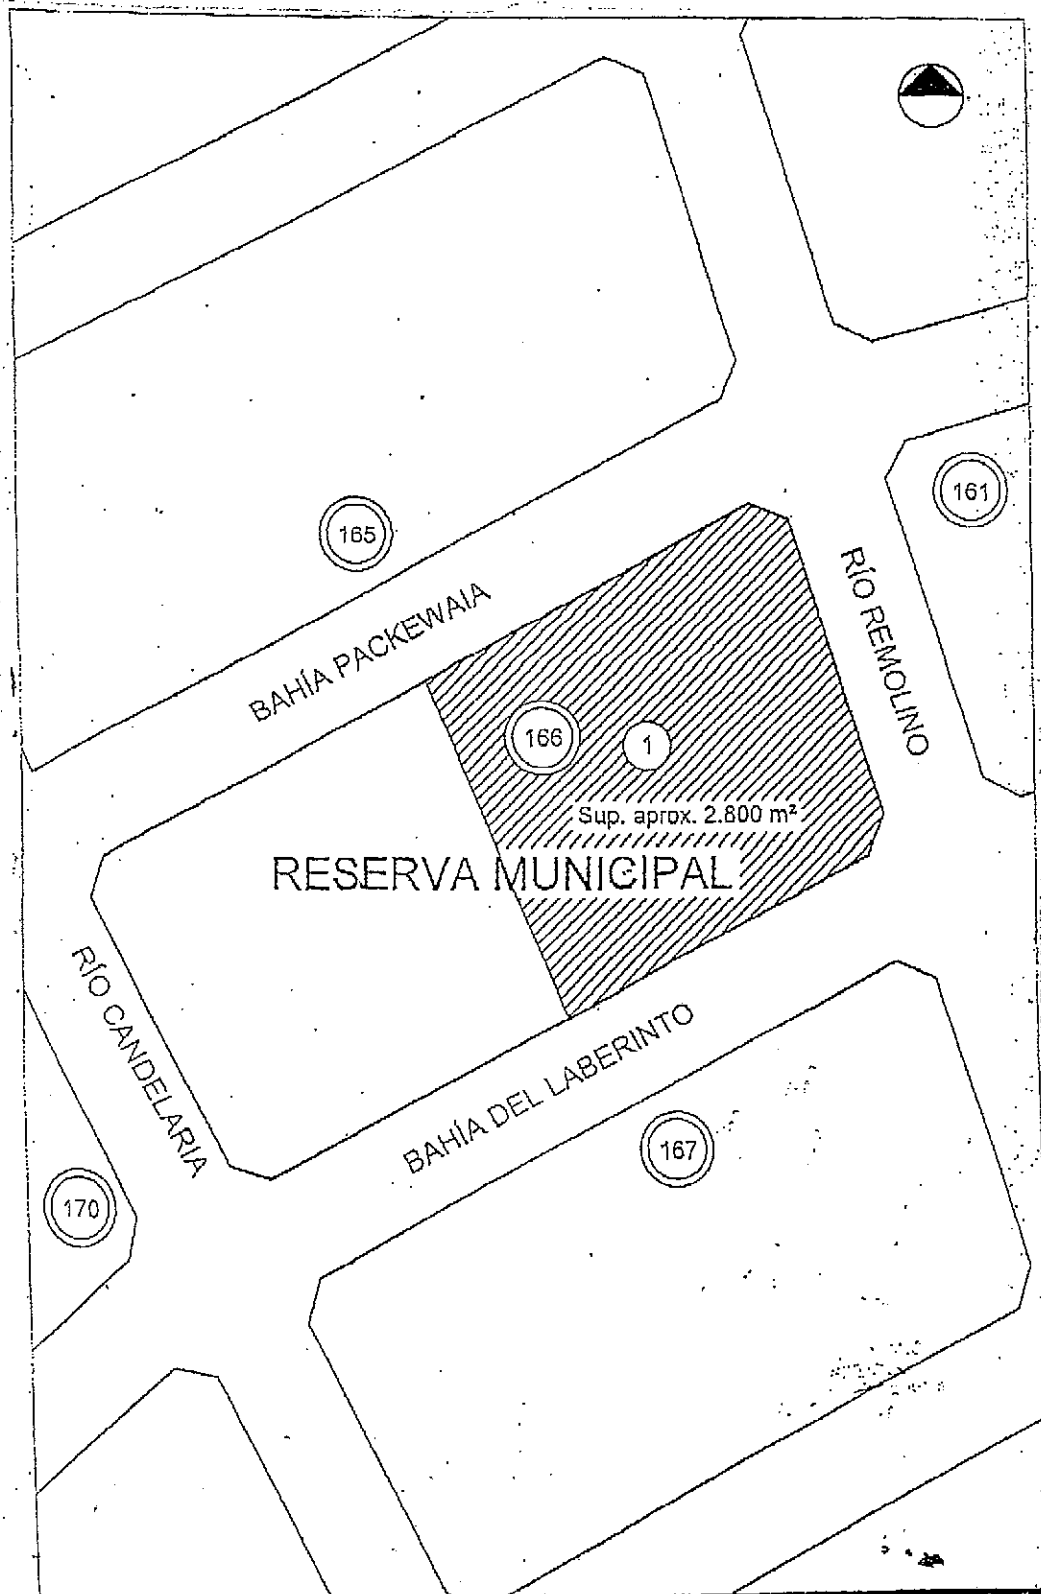 161
165
BAHÍA PACKEWAIA
RÍO REMOLINO
166
1
Sup. aprox. 2.800 m²
RESERVA MUNICIPAL
RÍO CANDELARIA
BAHÍA DEL LABERINTO
167
170